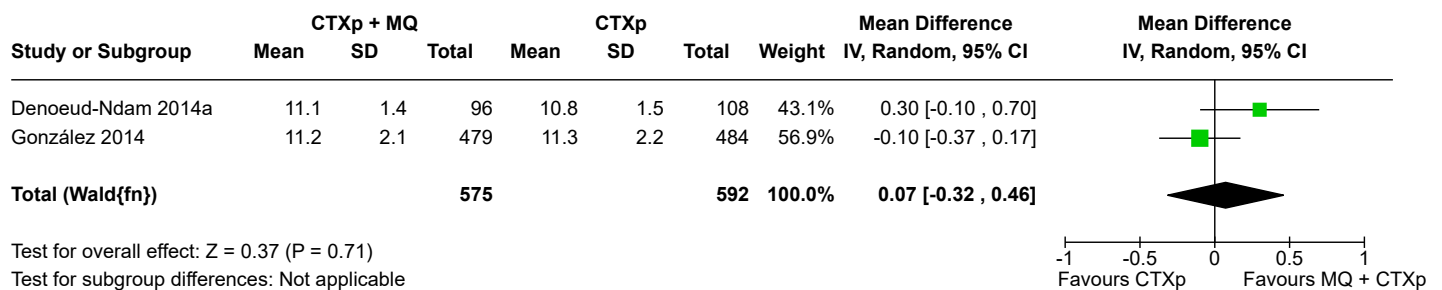 CTXp + MQ CTXp Mean Difference Mean Difference
Study or Subgroup Mean SD Total Mean SD Total Weight IV, Random, 95% CI IV, Random, 95% CI
Denoeud-Ndam 2014a 11.1 1.4 96 10.8 1.5 108 43.1% 0.30 [-0.10 , 0.70]
González 2014 11.2 2.1 479 11.3 2.2 484 56.9% -0.10 [-0.37 , 0.17]
Total (Wald{fn}) 575 592 100.0% 0.07 [-0.32 , 0.46]
Test for overall effect: Z = 0.37 (P = 0.71)
Test for subgroup differences: Not applicable
-1 -0.5 0 0.5 1
Favours CTXp Favours MQ + CTXp